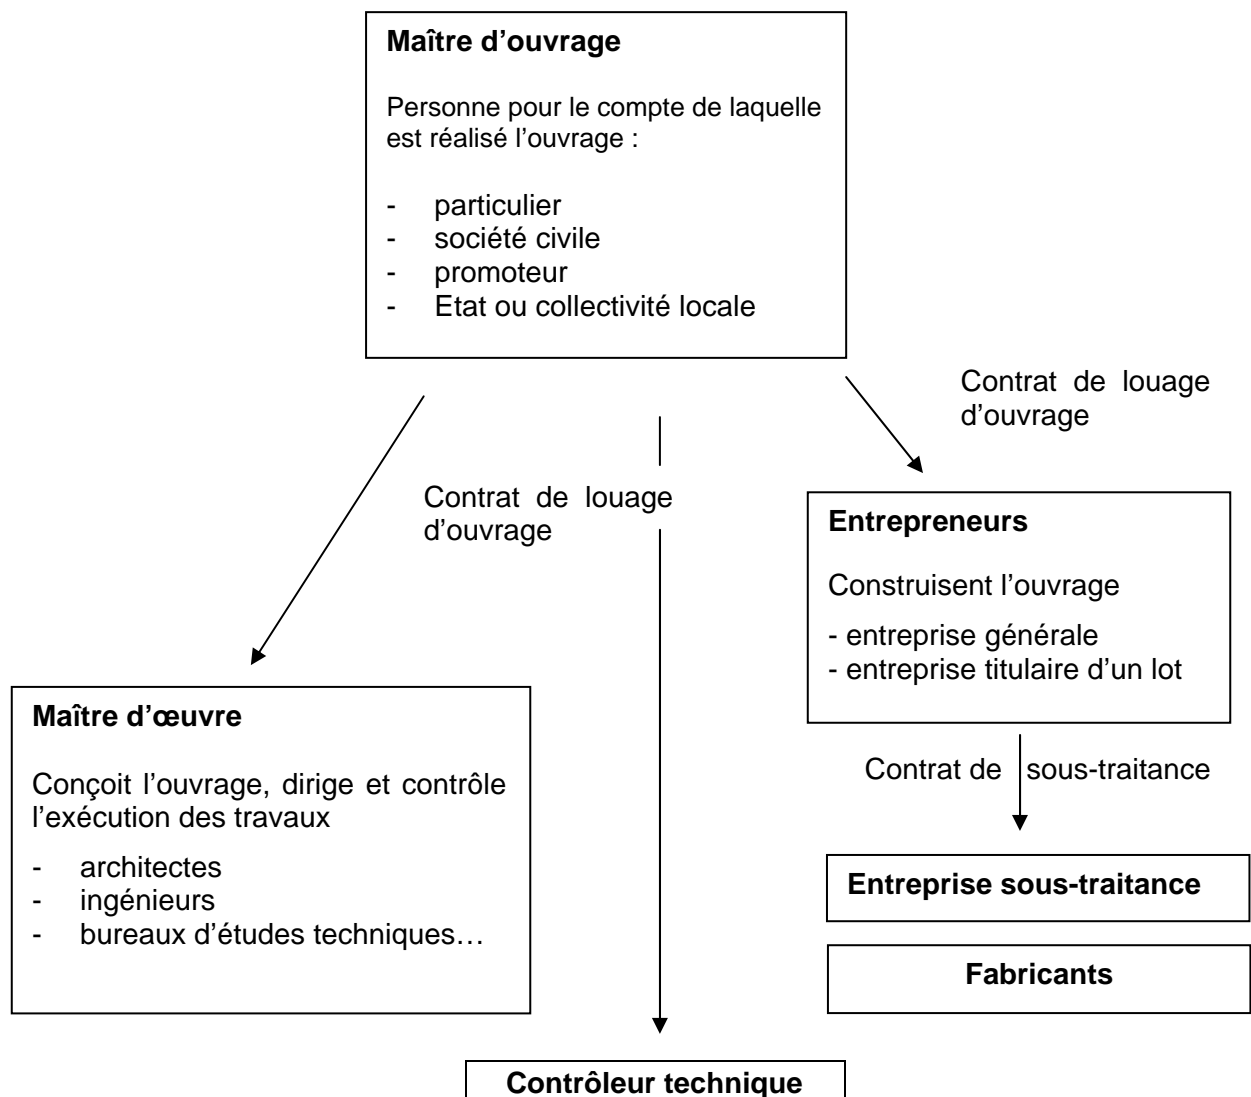 Maître d’ouvrage
Personne pour le compte de laquelle
est réalisé l’ouvrage :
- particulier
- société civile
- promoteur
- Etat ou collectivité locale
Contrat de louage
d’ouvrage
Contrat de louage
d’ouvrage
Entrepreneurs
Construisent l’ouvrage
- entreprise générale
- entreprise titulaire d’un lot
Maître d’œuvre
Conçoit l’ouvrage, dirige et contrôle
l’exécution des travaux
- architectes
- ingénieurs
- bureaux d’études techniques…
Contrat de sous-traitance
Entreprise sous-traitance
Fabricants
Contrôleur technique